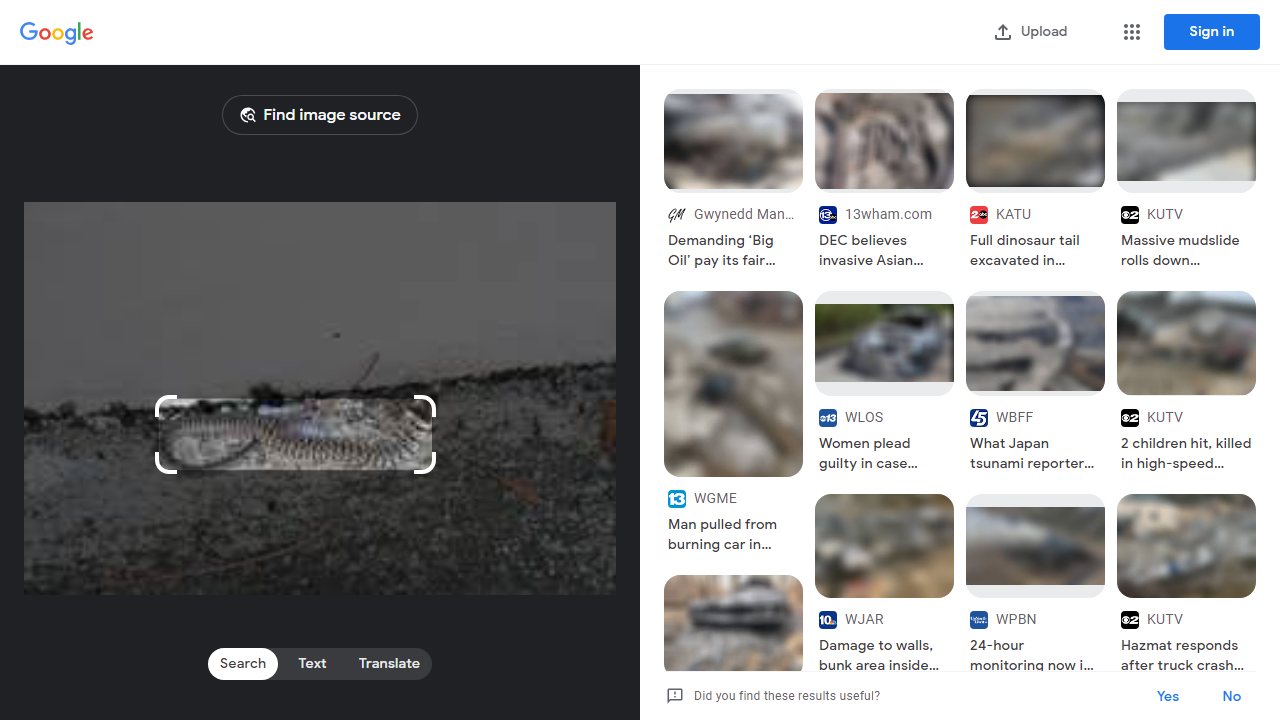 Google
Upload
Sign in
Find image source
Search
Text
Translate
Gwynedd Man...
Demanding ‘Big
Oil’ pay its fair...
13wham.com
DEC believes
invasive Asian...
KATU
Full dinosaur tail
excavated in...
KUTV
Massive mudslide
rolls down...
WGME
Man pulled from
burning car in...
WLOS
Women plead
guilty in case...
WBFF
What Japan
tsunami reporter...
KUTV
2 children hit, killed
in high-speed...
WJAR
Damage to walls,
bunk area inside...
WPBN
24-hour
monitoring now i...
KUTV
Hazmat responds
after truck crash...
Did you find these results useful?
Yes
No